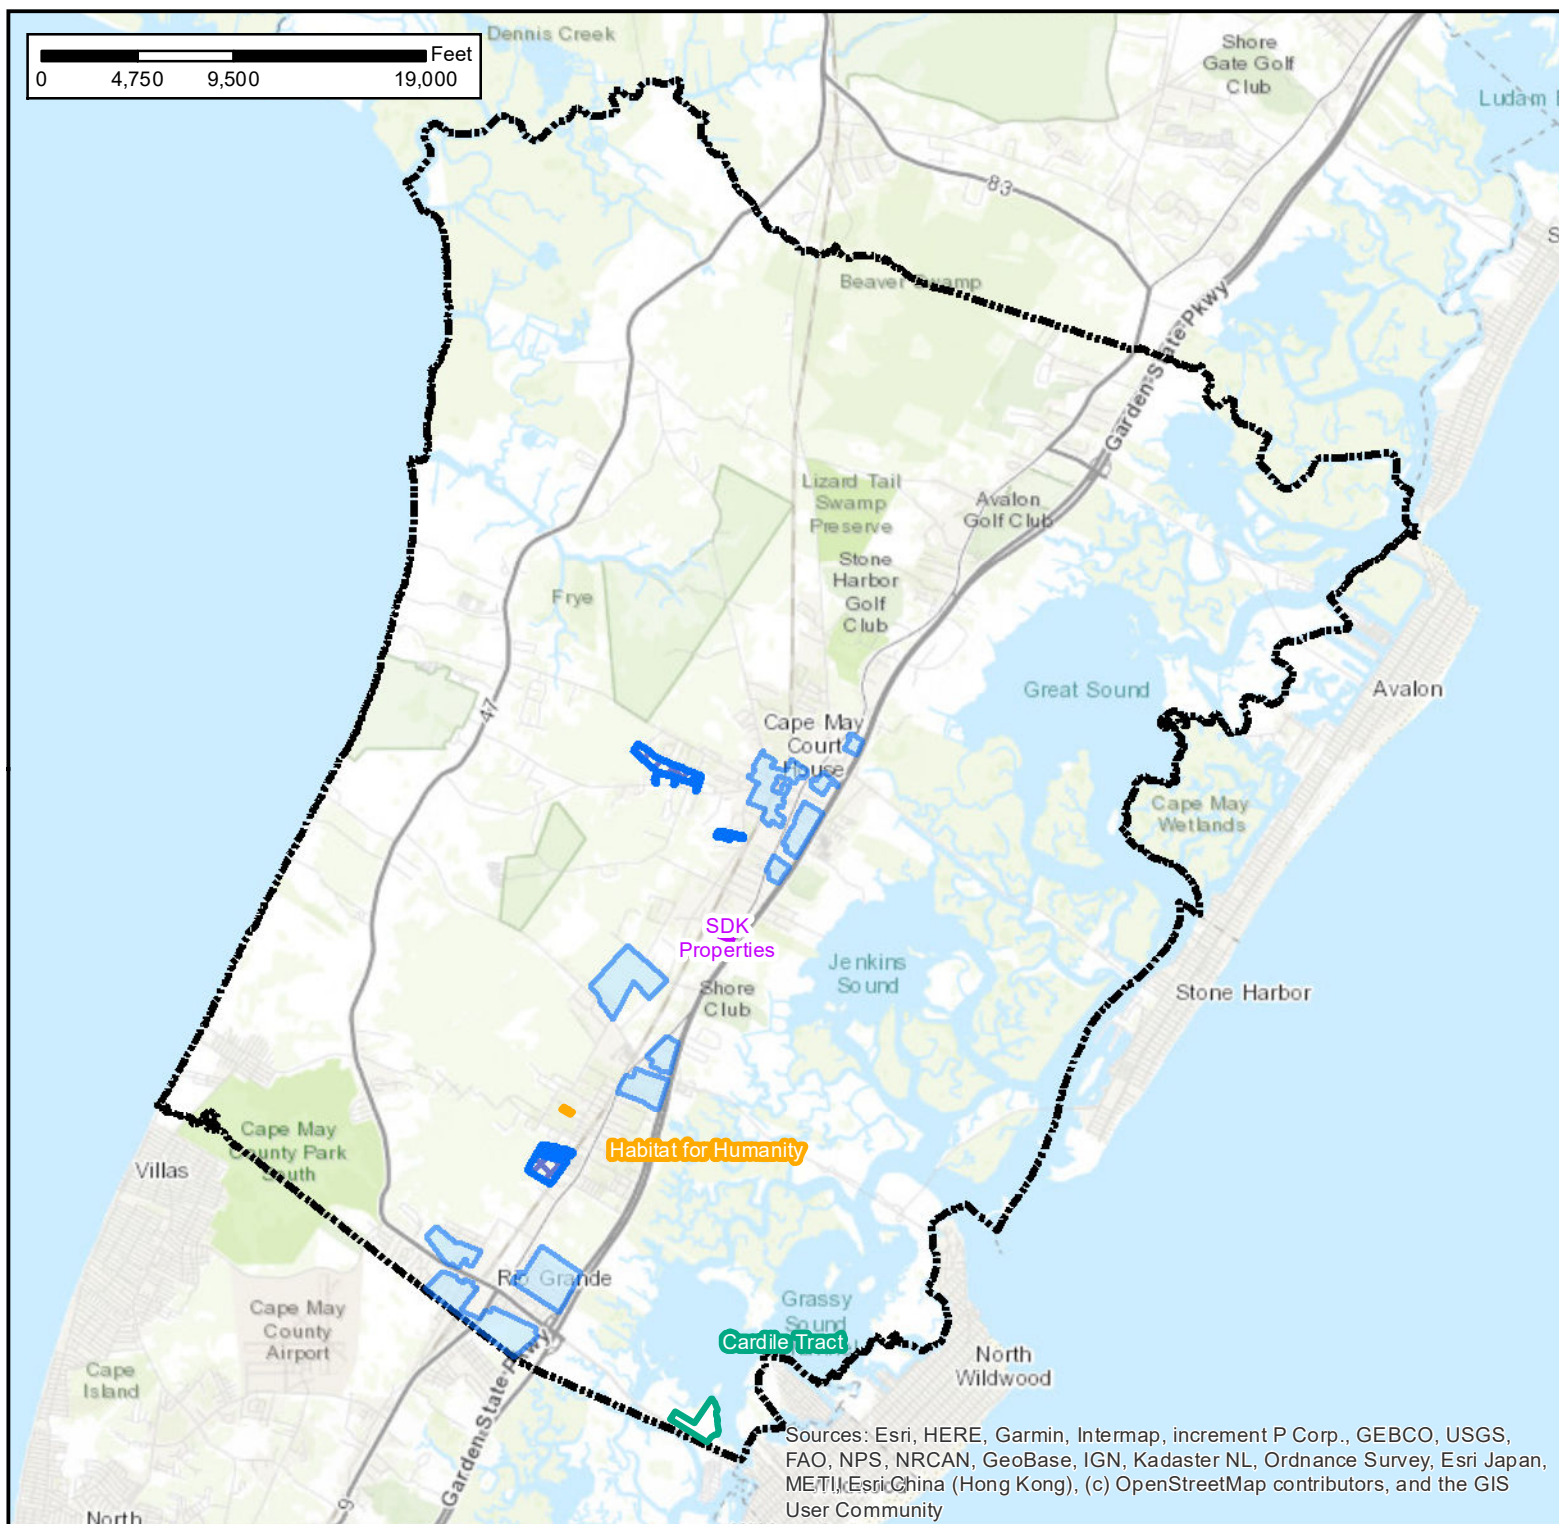 Feet
0 4,750 9,500 19,000
Dennis Creek
Shore
Gate Golf
Club
83
Beaver Swamp
Garden State Pkwy
Lizard Tail
Swamp
Preserve
Avalon
Golf Club
Stone
Harbor
Golf
Club
Frye
47
Great Sound
Avalon
Cape May
Court
House
Cape May
Wetlands
SDK
Properties
Jenkins
Sound
Shore
Club
Stone Harbor
Cape May
County Park
South
Villas
Habitat for Humanity
Rio Grande
Cape May
County
Airport
Grassy
Sound
Cardile Tract
Cape
Island
North
Wildwood
Garden State Pkwy
9
North
Sources: Esri, HERE, Garmin, Intermap, increment P Corp., GEBCO, USGS,
FAO, NPS, NRCAN, GeoBase, IGN, Kadaster NL, Ordnance Survey, Esri Japan,
METI, Esri China (Hong Kong), (c) OpenStreetMap contributors, and the GIS
User Community